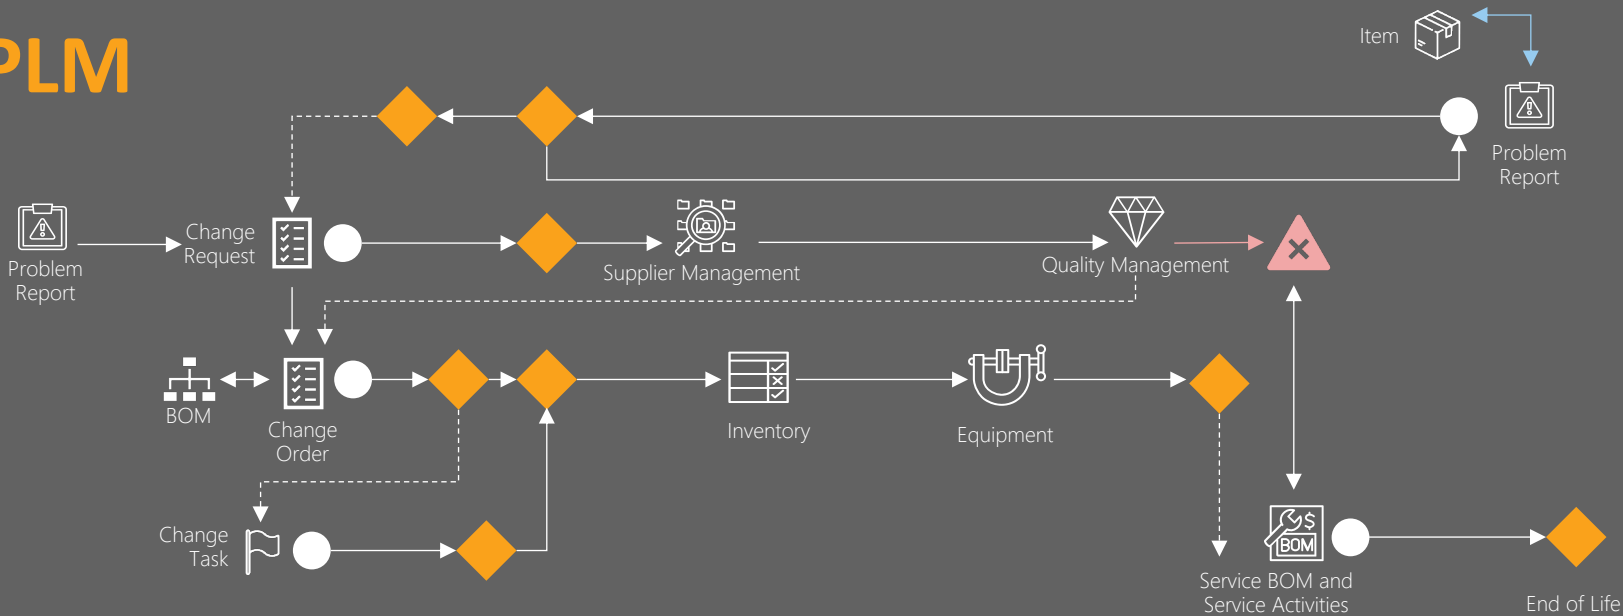 PLM
Item
Problem
Report
Problem
Report
Change
Request
Supplier Management
Quality Management
BOM
Change
Order
Inventory
Equipment
Change
Task
$
BOM
Service BOM and
Service Activities
End of Life